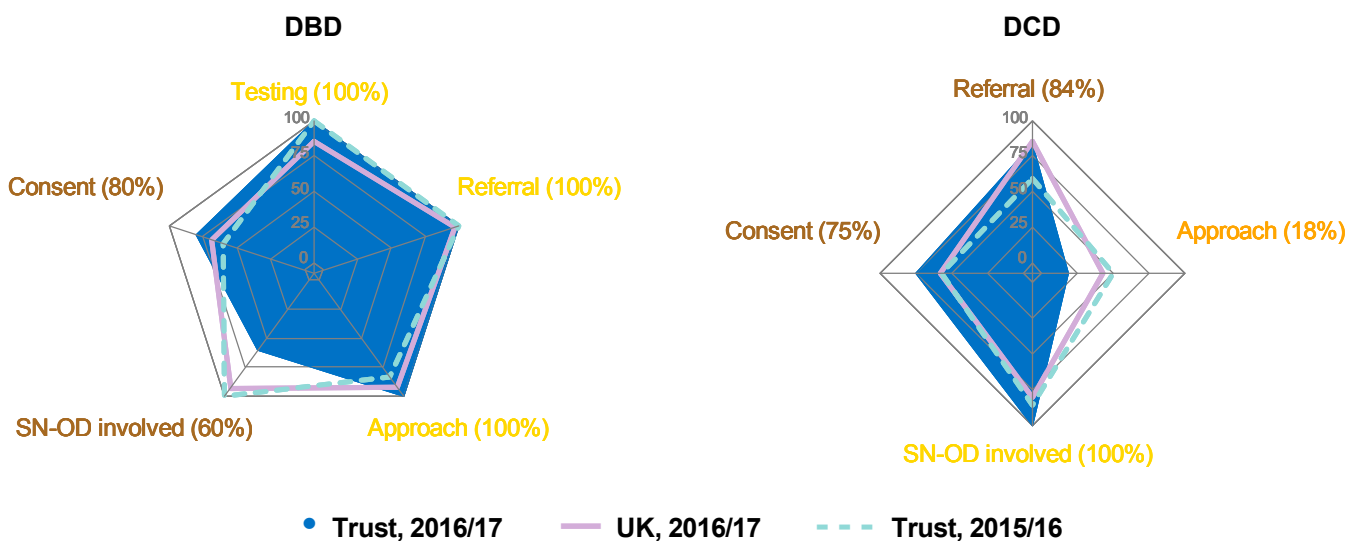 DBD
Testing (100%)
100
75
50
25
0
Consent (80%)
Referral (100%)
SN-OD involved (60%)
Approach (100%)
DCD
Referral (84%)
100
75
50
25
0
Consent (75%)
Approach (18%)
SN-OD involved (100%)
Trust, 2016/17
UK, 2016/17
Trust, 2015/16